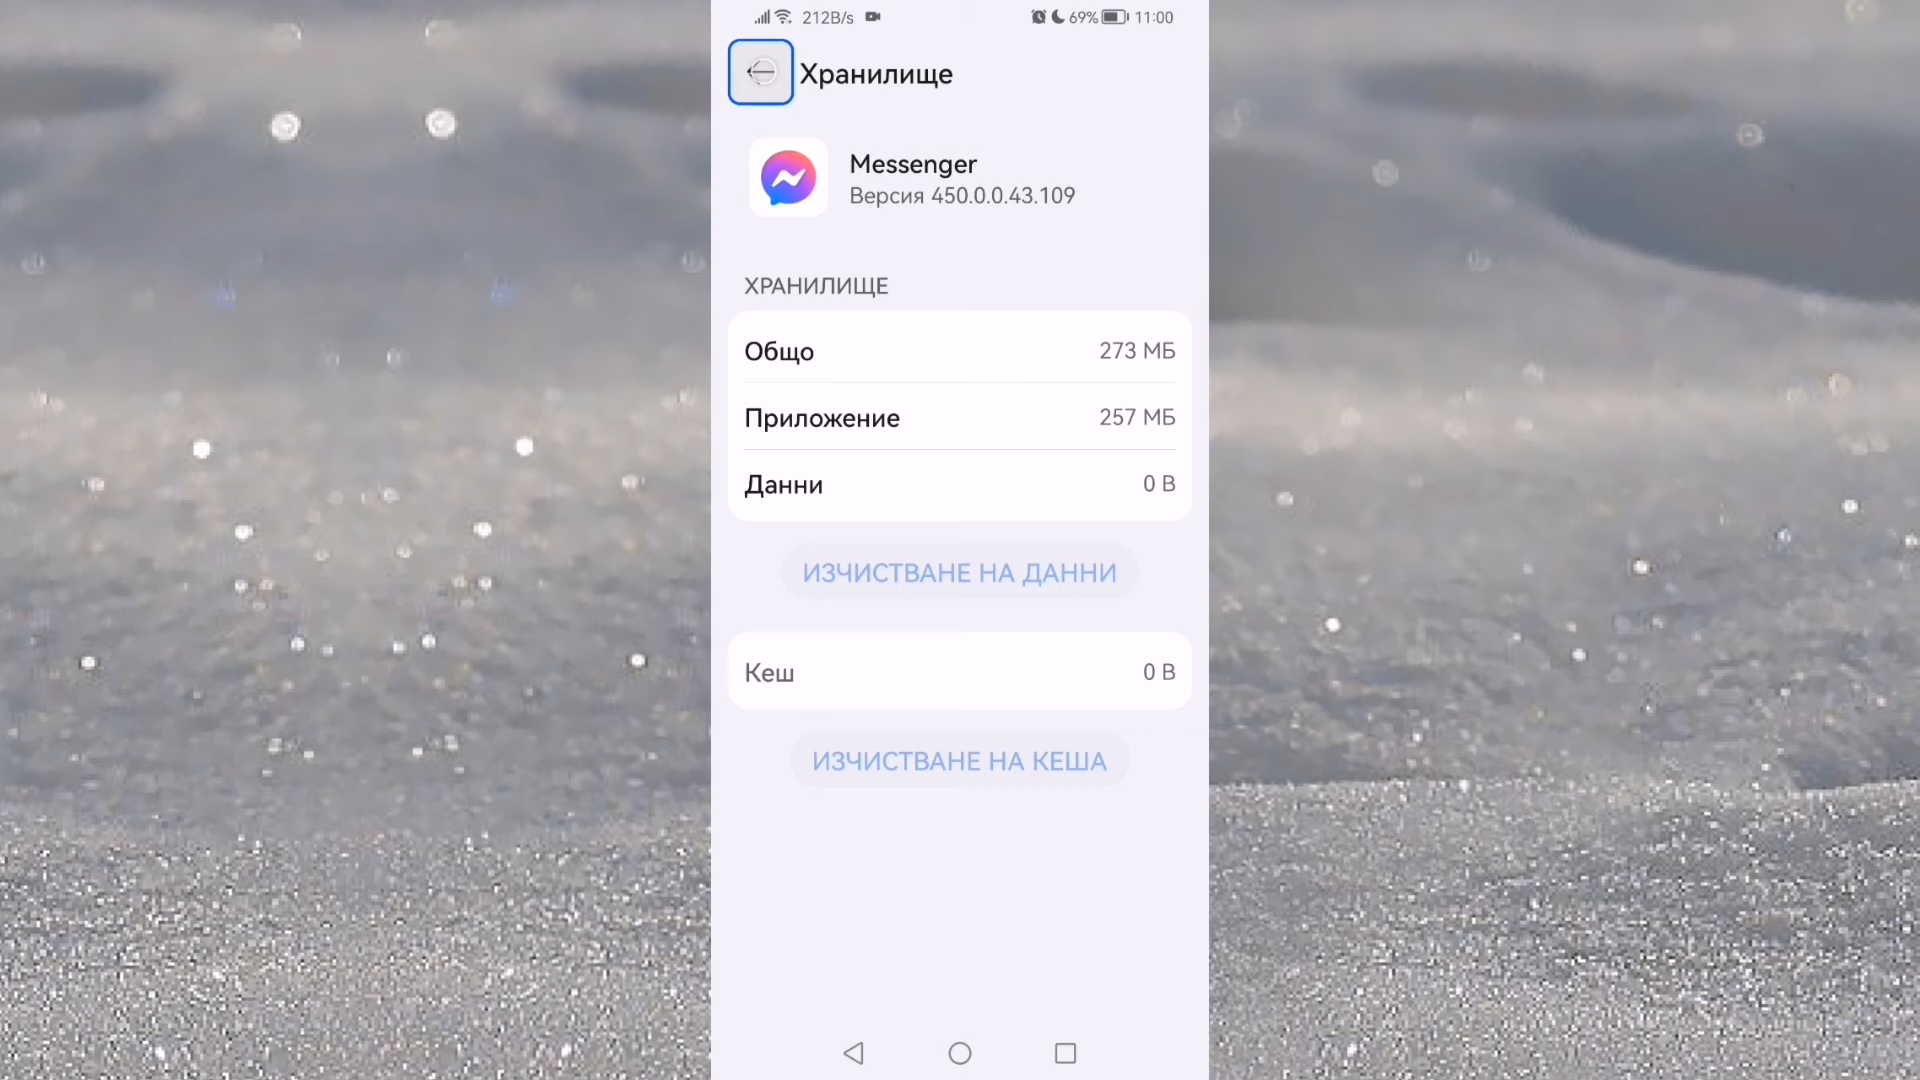 212B/s 69% 11:00
Хранилище
Messenger
Версия 450.0.0.43.109
ХРАНИЛИЩЕ
Общо 273 МБ
Приложение 257 МБ
Данни 0 B
ИЗЧИСТВАНЕ НА ДАННИ
Кеш 0 B
ИЗЧИСТВАНЕ НА КЕША